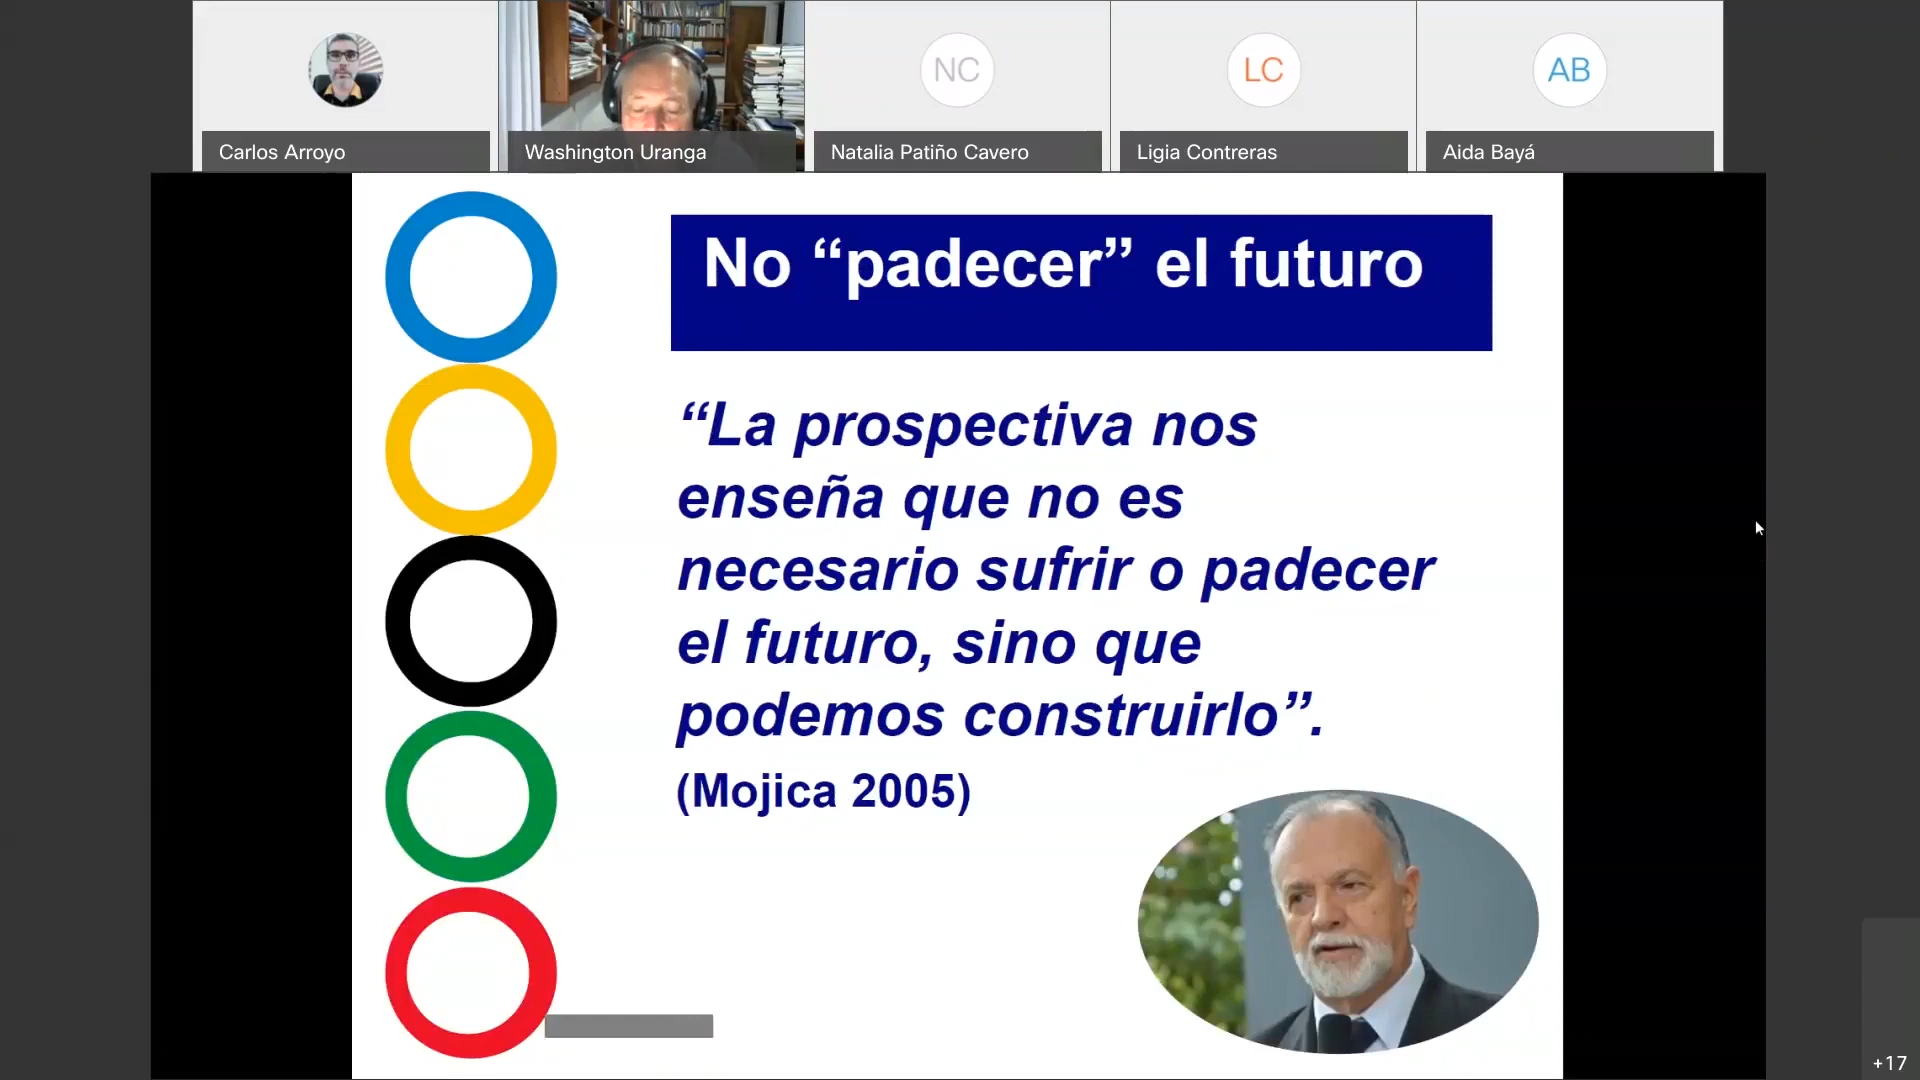 NC
LC
AB
Carlos Arroyo
Washington Uranga
Natalia Patiño Cavero
Ligia Contreras
Aida Bayá
No “padecer” el futuro
“La prospectiva nos
enseña que no es
necesario sufrir o padecer
el futuro, sino que
podemos construirlo”.
(Mojica 2005)
+17